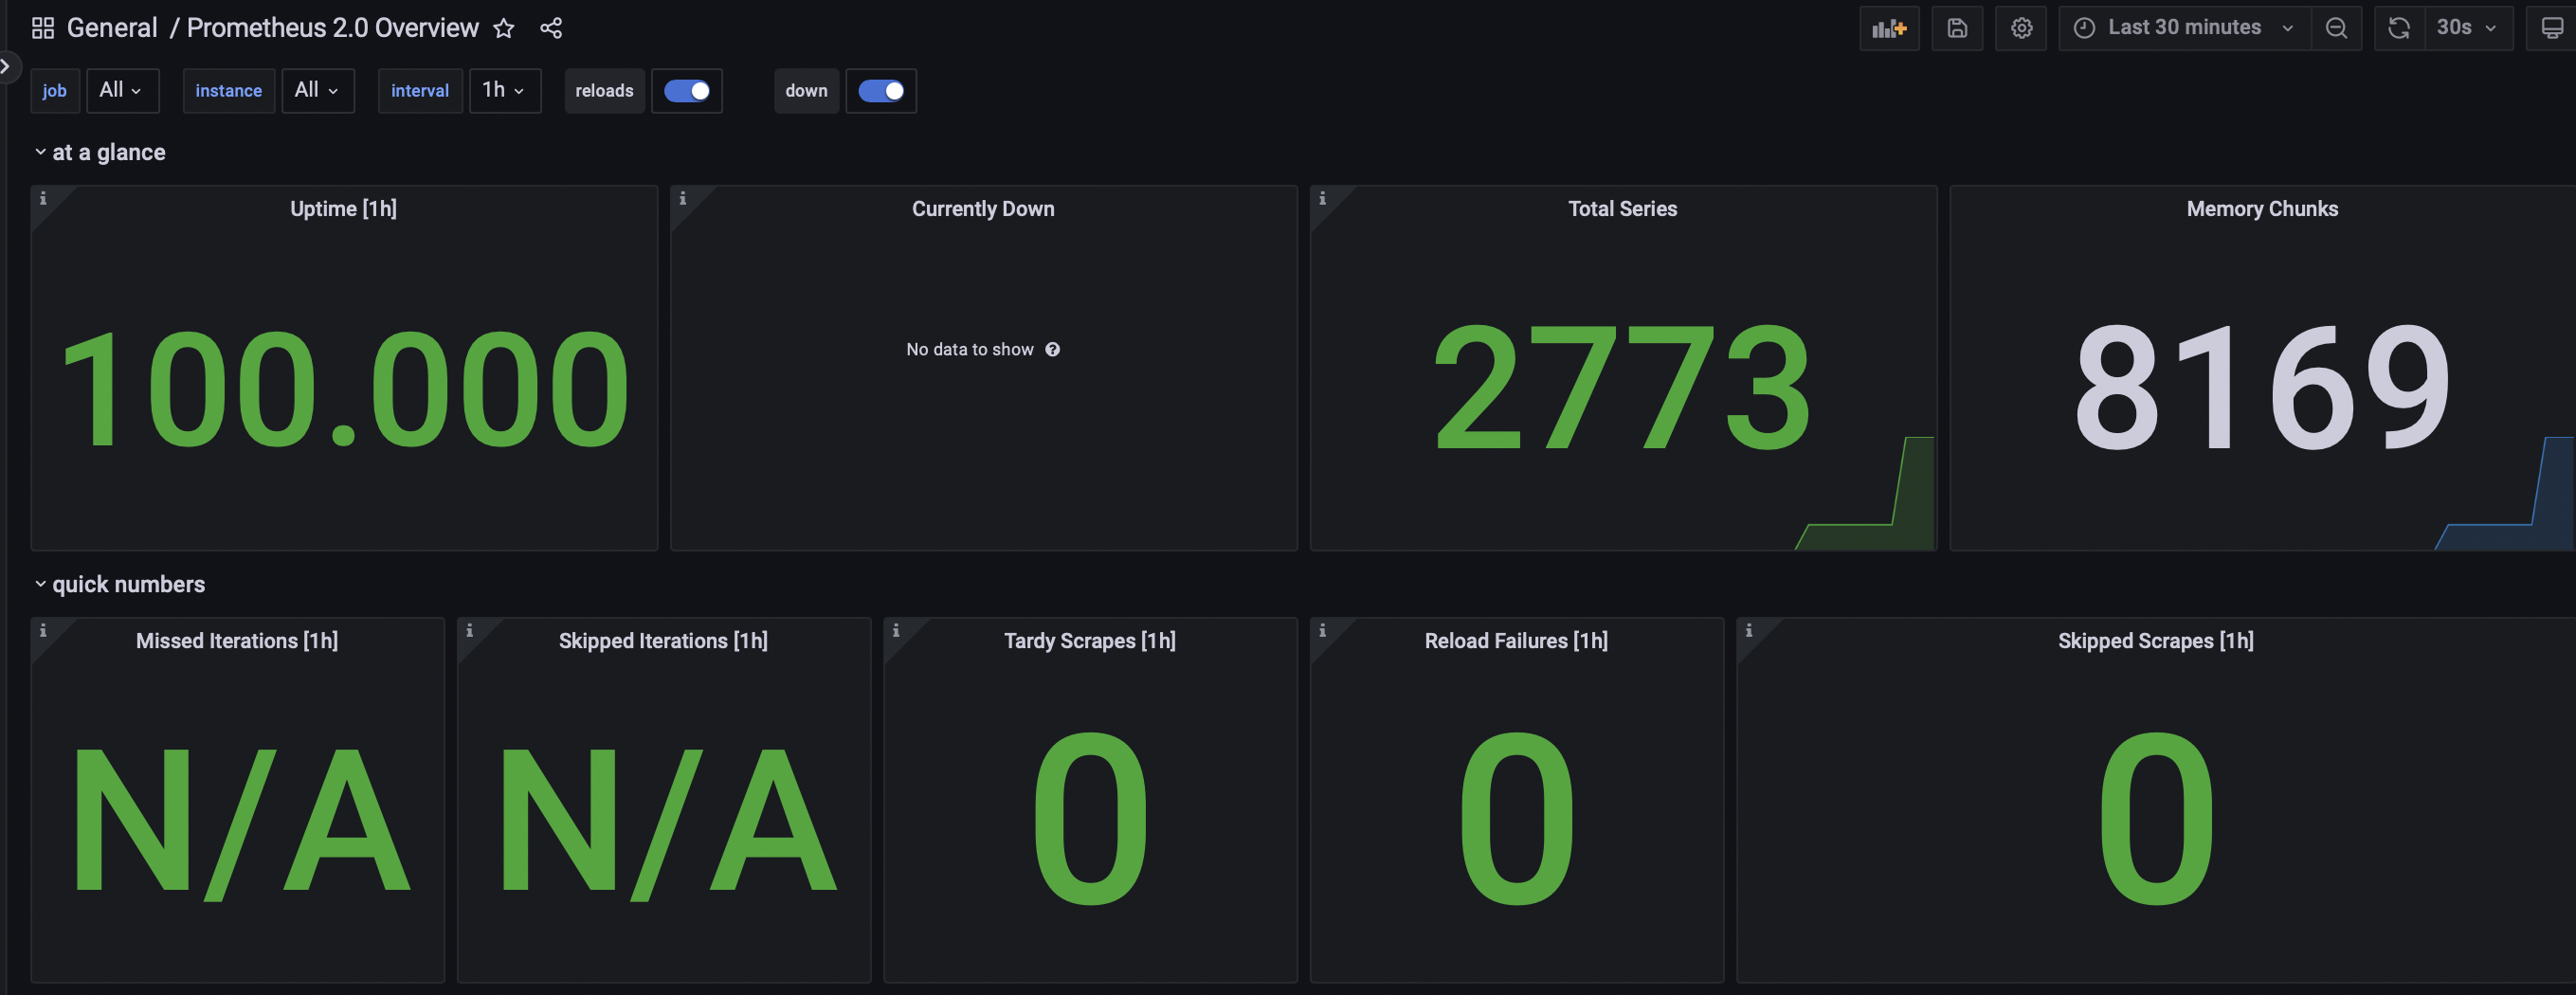 General / Prometheus 2.0 Overview
Last 30 minutes
30s
job All instance All interval 1h reloads down
at a glance
Uptime [1h]
100.000
Currently Down
No data to show
Total Series
2773
Memory Chunks
8169
quick numbers
Missed Iterations [1h]
N/A
Skipped Iterations [1h]
N/A
Tardy Scrapes [1h]
0
Reload Failures [1h]
0
Skipped Scrapes [1h]
0